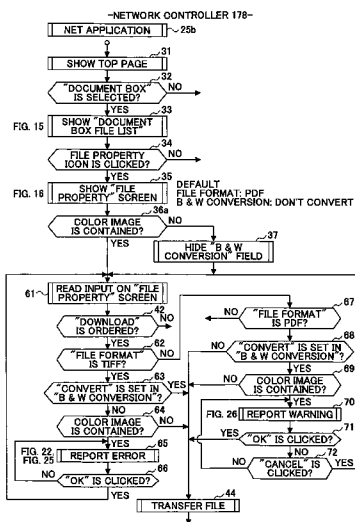 -NETWORK CONTROLLER 178-
NET APPLICATION
25b
31
SHOW TOP PAGE
32
"DOCUMENT BOX"
IS SELECTED?
NO
YES
33
FIG. 15
SHOW "DOCUMENT
BOX FILE LIST"
34
FILE PROPERTY
ICON IS CLICKED?
NO
YES
35
SHOW "FILE
PROPERTY" SCREEN
DEFAULT
FILE FORMAT: PDF
B & W CONVERSION: DON'T CONVERT
36a
COLOR IMAGE
IS CONTAINED?
NO
YES
37
HIDE "B & W
CONVERSION" FIELD
READ INPUT ON "FILE
PROPERTY" SCREEN
61
42
"DOWNLOAD"
IS ORDERED?
NO
YES
62
"FILE FORMAT"
IS TIFF?
NO
YES
63
"CONVERT" IS SET IN
"B & W CONVERSION"?
YES
NO
64
COLOR IMAGE
IS CONTAINED?
NO
YES
65
FIG. 22,
FIG. 25
REPORT ERROR
66
"OK" IS CLICKED?
NO
YES
67
NO
"FILE FORMAT"
IS PDF?
YES
68
NO
"CONVERT" IS SET IN
"B & W CONVERSION"?
YES
69
NO
COLOR IMAGE
IS CONTAINED?
YES
70
FIG. 26
REPORT WARNING
71
YES
"OK" IS CLICKED?
NO
72
NO
"CANCEL" IS
CLICKED?
YES
44
TRANSFER FILE